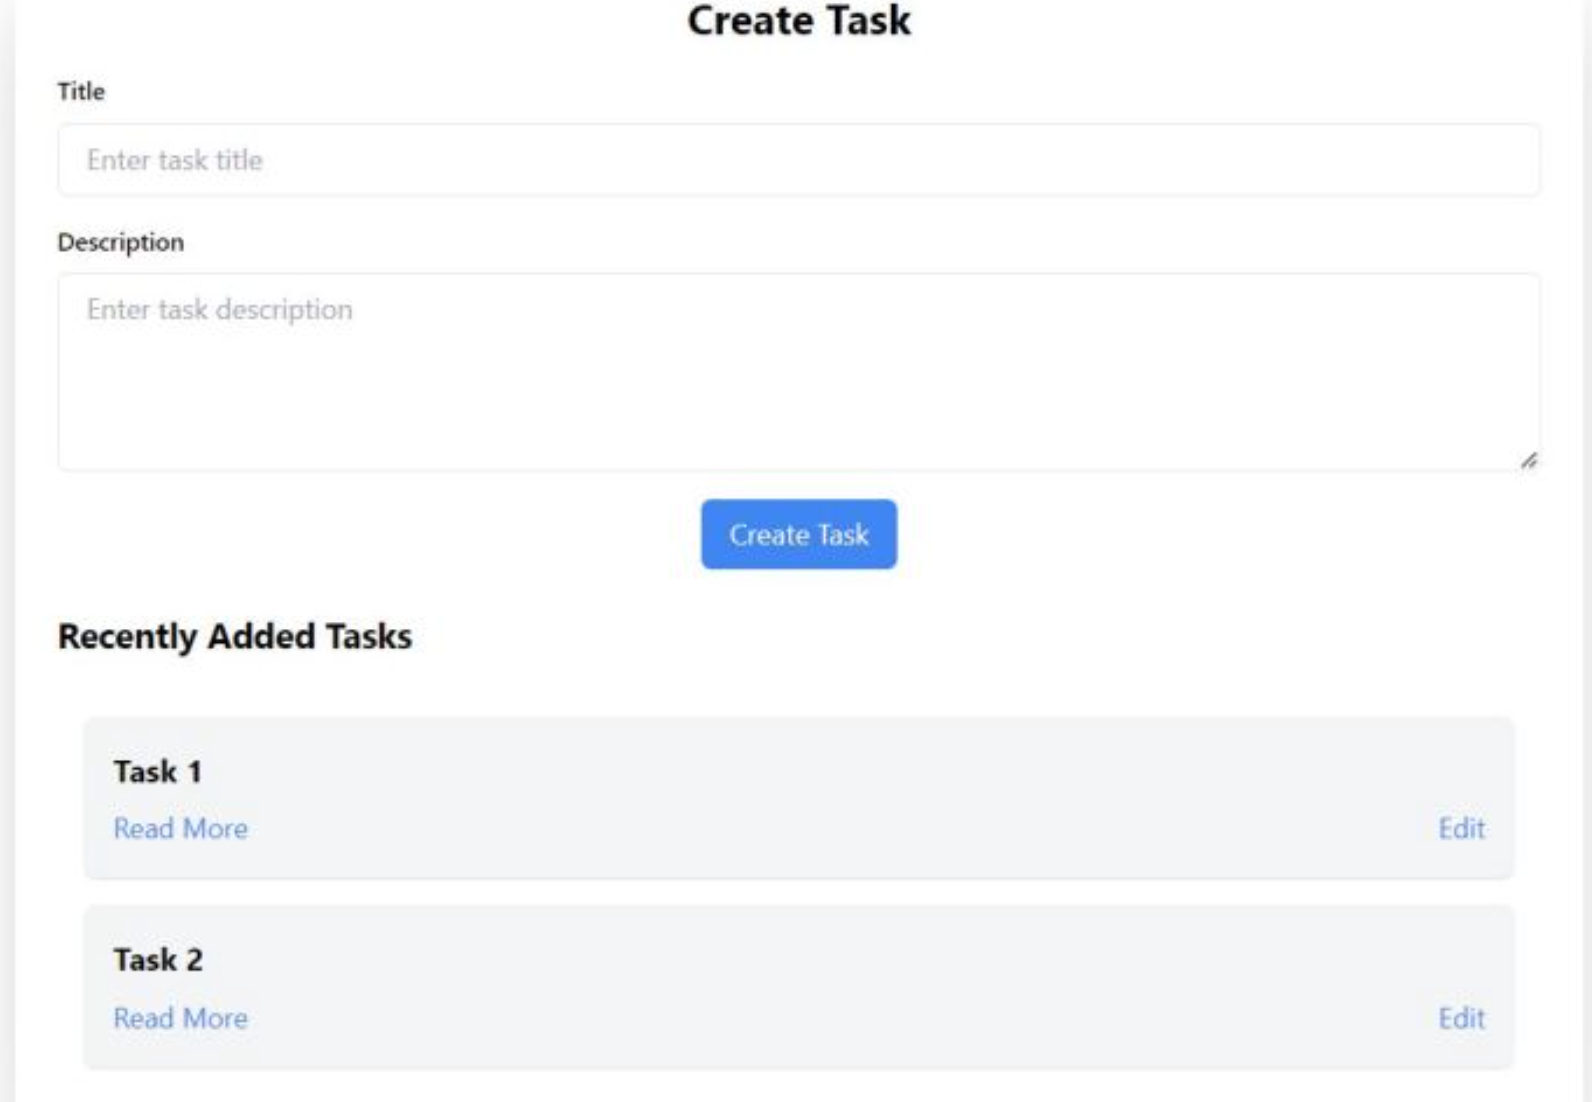 Create Task
Title
Enter task title
Description
Enter task description
Create Task
Recently Added Tasks
Task 1
Read More Edit
Task 2
Read More Edit